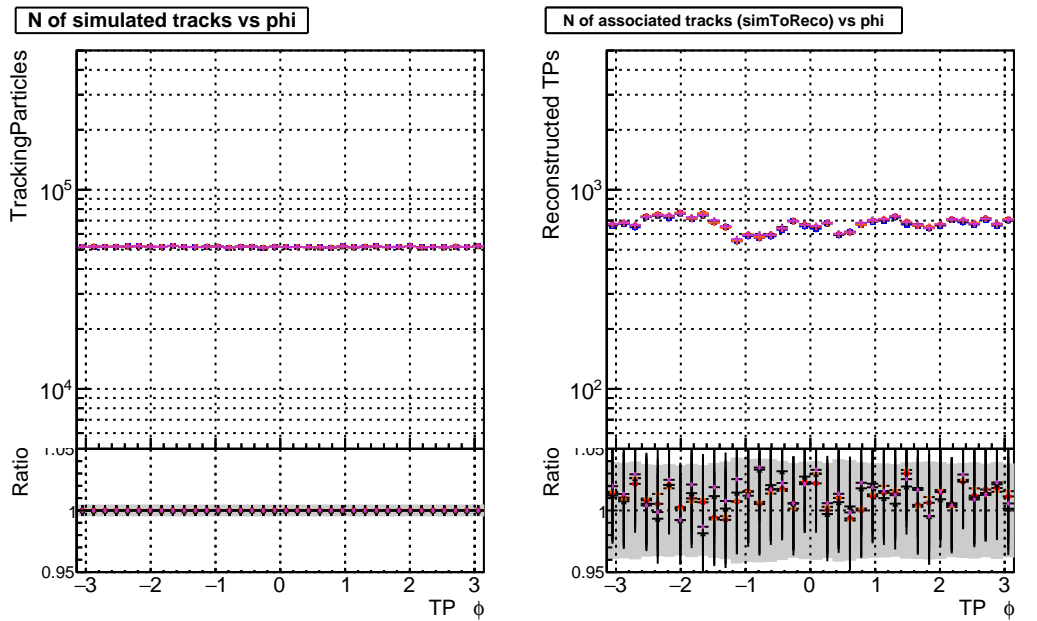 N of simulated tracks vs phi
TrackingParticles
10^5
10^4
Ratio
1.05
1
0.95
−3 −2 −1 0 1 2 3
TP ϕ
N of associated tracks (simToReco) vs phi
Reconstructed TPs
10^3
10^2
Ratio
1.05
1
0.95
−3 −2 −1 0 1 2 3
TP ϕ